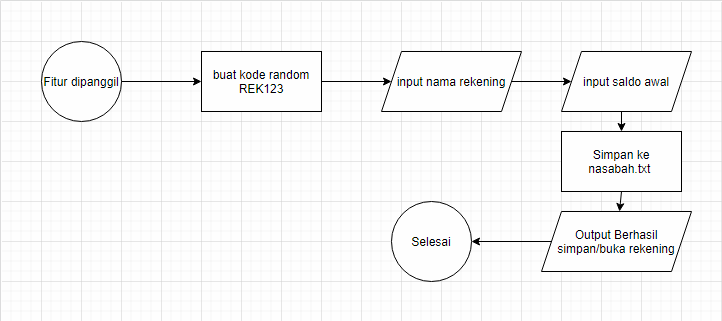 Fitur dipanggil
buat kode random
REK123
input nama rekening
input saldo awal
Simpan ke
nasabah.txt
Output Berhasil
simpan/buka rekening
Selesai